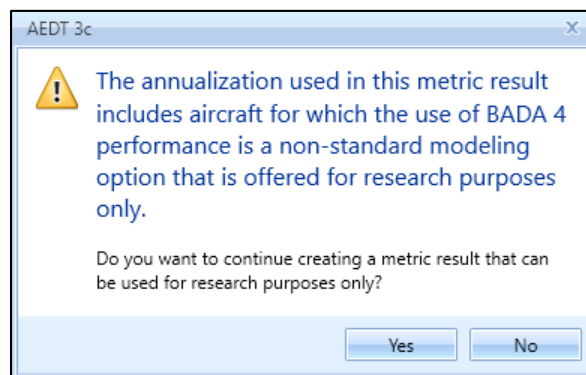 AEDT 3c
The annualization used in this metric result
includes aircraft for which the use of BADA 4
performance is a non-standard modeling
option that is offered for research purposes
only.
Do you want to continue creating a metric result that can
be used for research purposes only?
Yes No